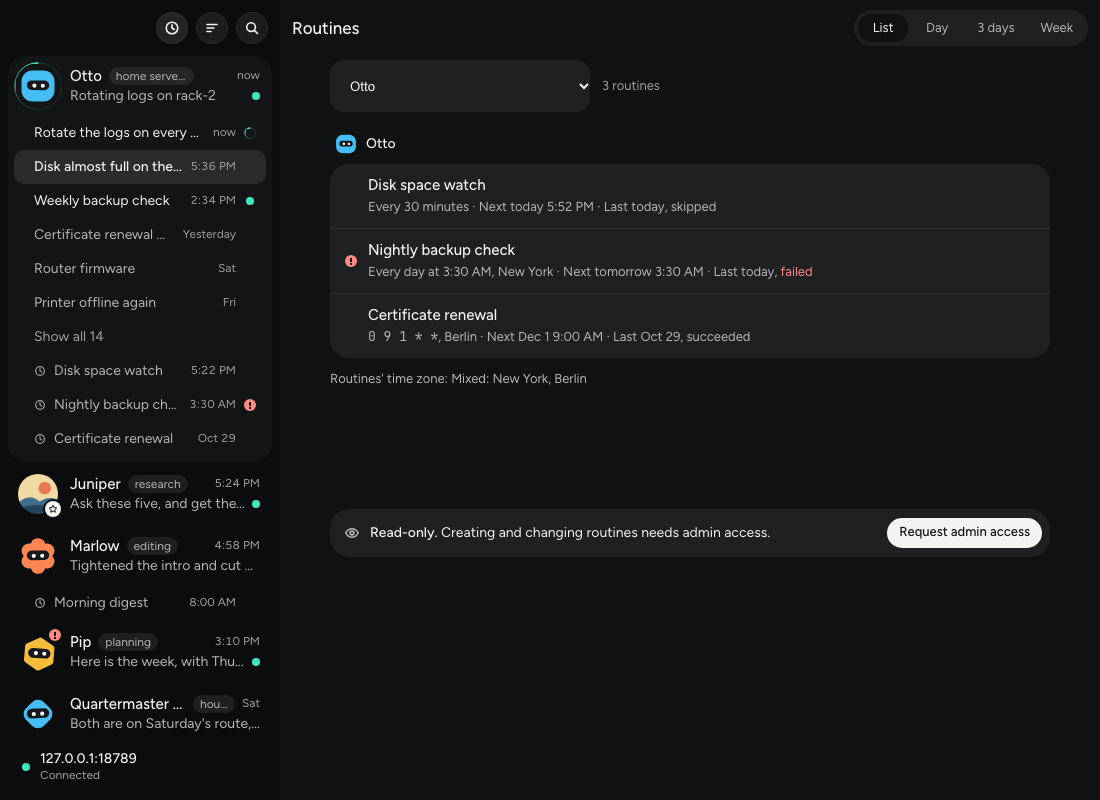 Routines
List
Day
3 days
Week
Otto
home serve...
now
Rotating logs on rack-2
Rotate the logs on every ...
now
Disk almost full on the...
5:36 PM
Weekly backup check
2:34 PM
Certificate renewal ...
Yesterday
Router firmware
Sat
Printer offline again
Fri
Show all 14
Disk space watch
5:22 PM
Nightly backup ch...
3:30 AM
Certificate renewal
Oct 29
Juniper
research
5:24 PM
Ask these five, and get the...
Marlow
editing
4:58 PM
Tightened the intro and cut ...
Morning digest
8:00 AM
Pip
planning
3:10 PM
Here is the week, with Thu...
Quartermaster ...
hou...
Sat
Both are on Saturday's route,...
127.0.0.1:18789
Connected
Otto
3 routines
Otto
Disk space watch
Every 30 minutes · Next today 5:52 PM · Last today, skipped
Nightly backup check
Every day at 3:30 AM, New York · Next tomorrow 3:30 AM · Last today, failed
Certificate renewal
0 9 1 * *, Berlin · Next Dec 1 9:00 AM · Last Oct 29, succeeded
Routines' time zone: Mixed: New York, Berlin
Read-only. Creating and changing routines needs admin access.
Request admin access